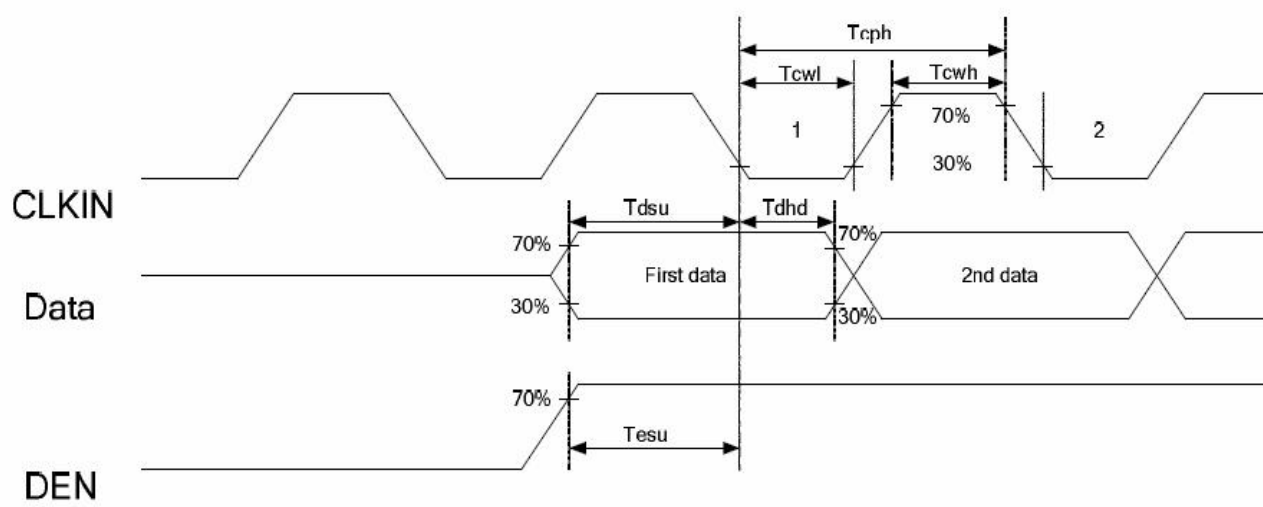 Tcph
Tcwl
Tcwh
1
70%
2
30%
CLKIN
Tdsu
Tdhd
70%
70%
First data
2nd data
Data
30%
30%
70%
Tesu
DEN